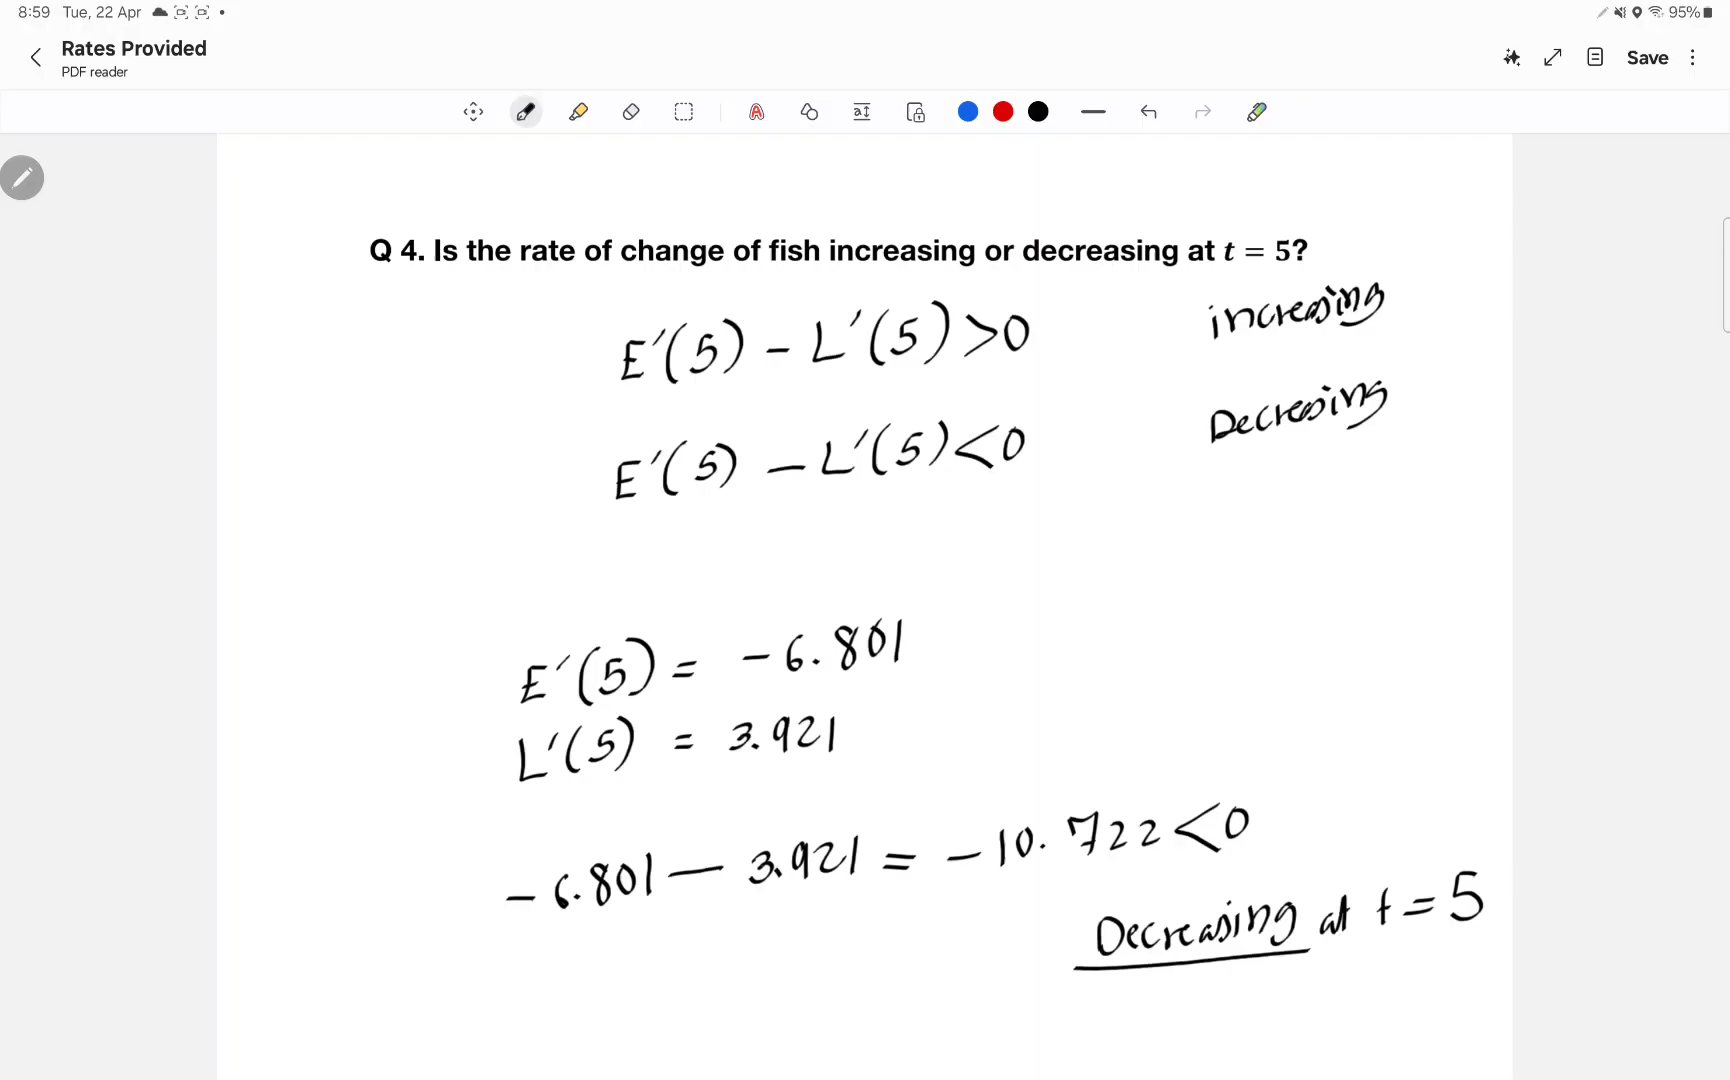 8:59 Tue, 22 Apr
95%
Rates Provided
PDF reader
Save
Q 4. Is the rate of change of fish increasing or decreasing at t = 5?
E′(5) - L′(5) > 0 increasing
E′(5) - L′(5) < 0 Decreasing
E′(5) = -6.801
L′(5) = 3.921
-6.801 - 3.921 = -10.722 < 0
Decreasing at t = 5